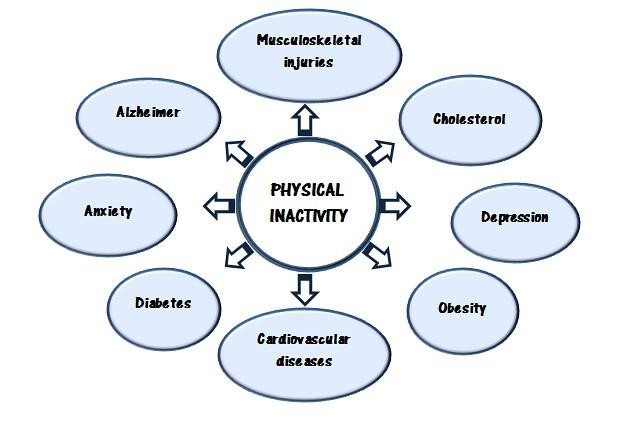 Musculoskeletal
injuries
Alzheimer
Cholesterol
PHYSICAL
INACTIVITY
Anxiety
Depression
Diabetes
Obesity
Cardiovascular
diseases